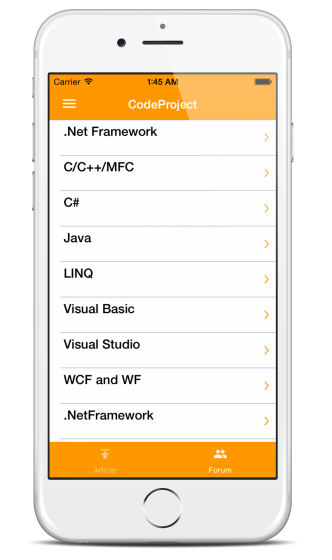 Carrier 1:45 AM
CodeProject
.Net Framework
C/C++/MFC
C#
Java
LINQ
Visual Basic
Visual Studio
WCF and WF
.NetFramework
Article Forum